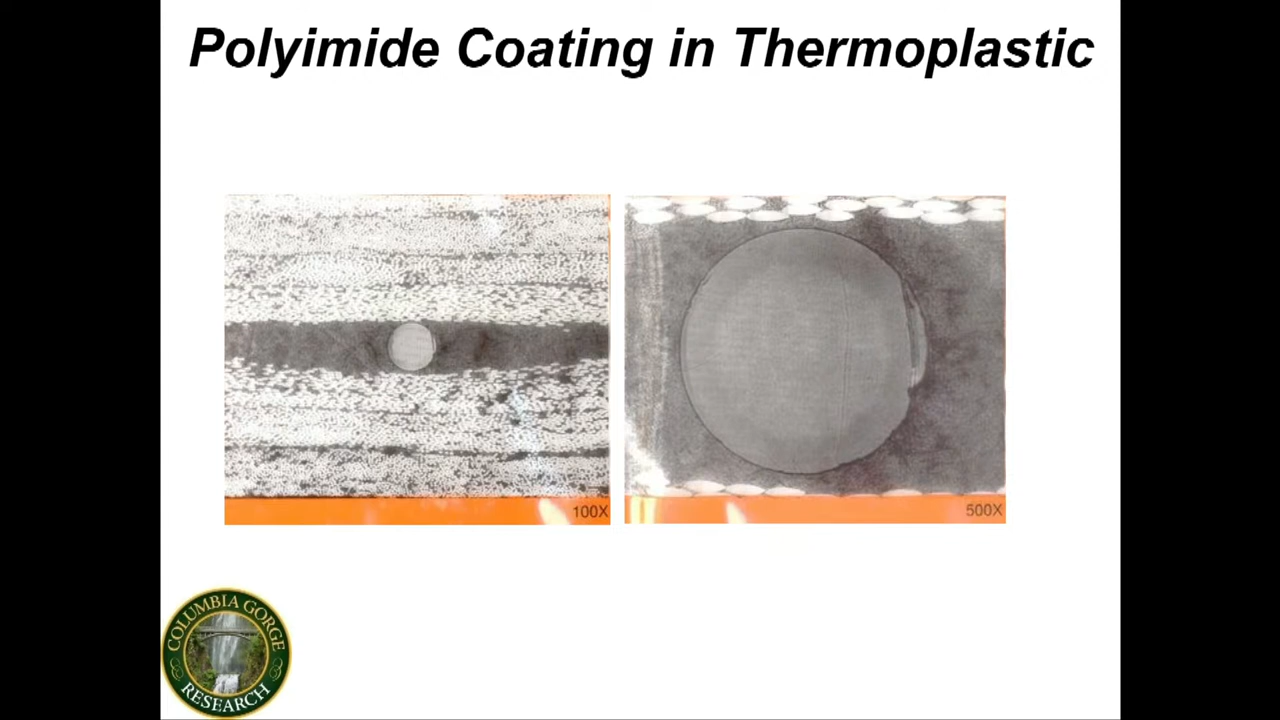 Polyimide Coating in Thermoplastic
100X
500X
COLUMBIA GORGE
RESEARCH